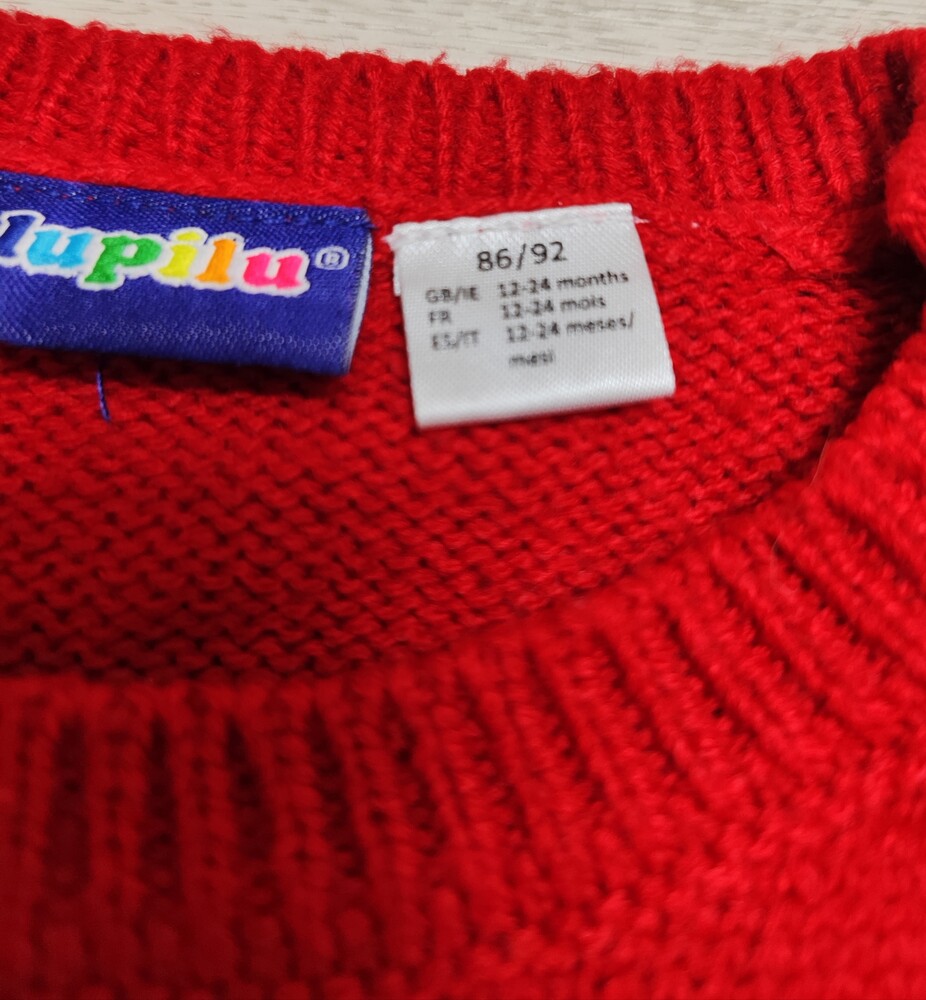 lupilu®
86/92
GB/IE 12-24 months
FR 12-24 mois
ES/IT 12-24 meses/
mesi